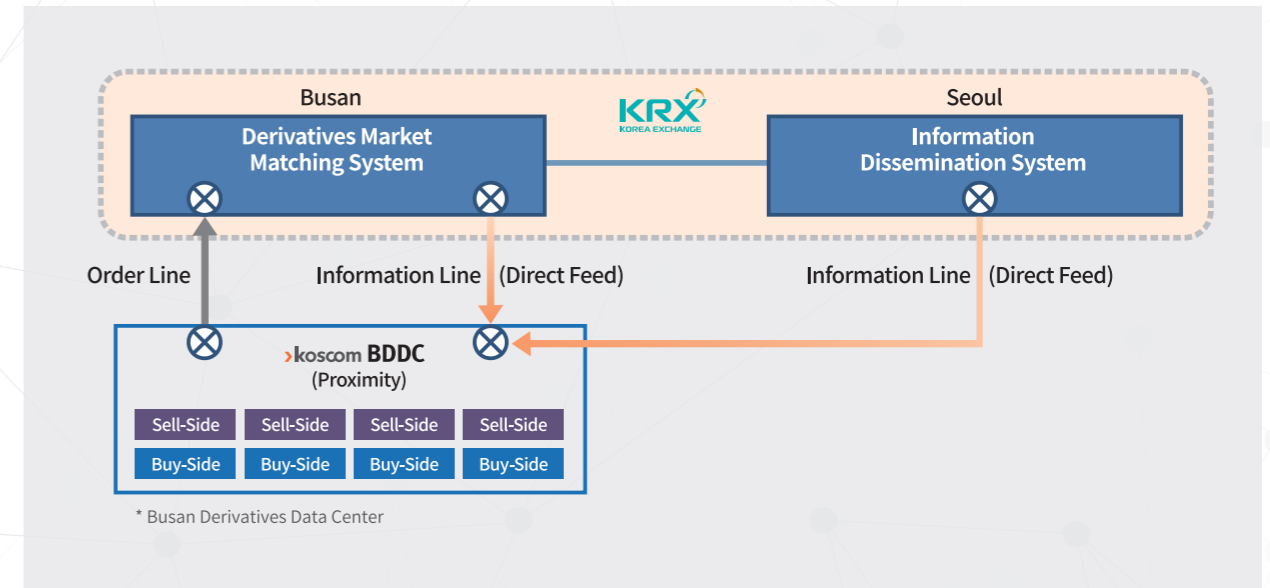 Busan
KRX
KOREA EXCHANGE
Seoul
Derivatives Market
Matching System
Information
Dissemination System
Order Line
Information Line (Direct Feed)
Information Line (Direct Feed)
koscom BDDC
(Proximity)
Sell-Side Sell-Side Sell-Side Sell-Side
Buy-Side Buy-Side Buy-Side Buy-Side
* Busan Derivatives Data Center